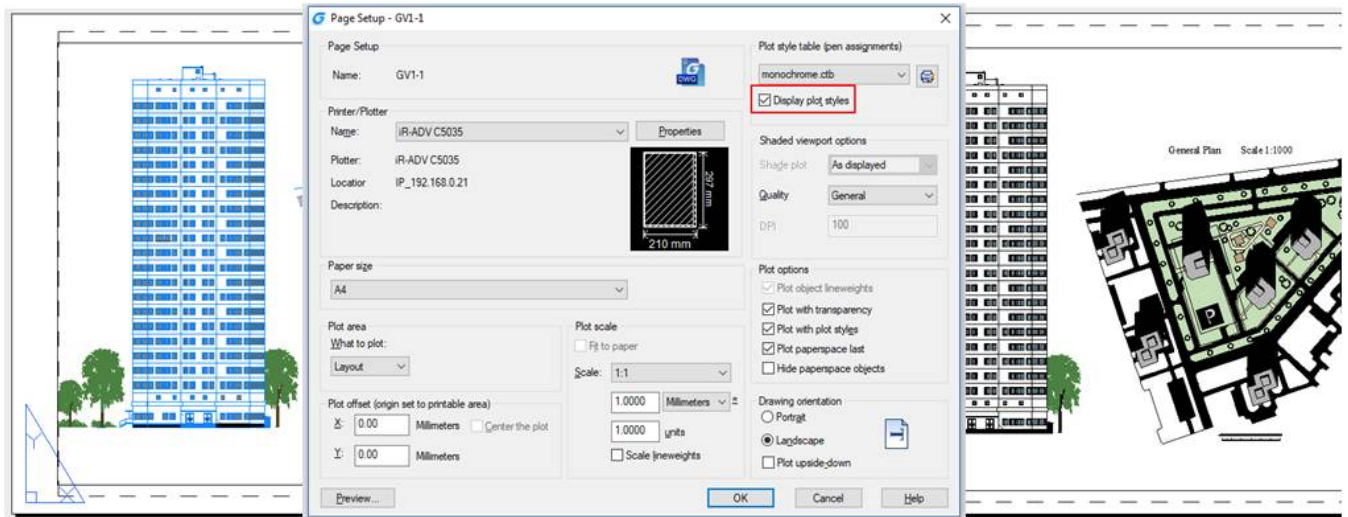 Page Setup - GV1-1
Page Setup
Name: GV1-1
DWG
Printer/Plotter
Name: iR-ADV C5035
Properties
Plotter: iR-ADV C5035
Locatior IP_192.168.0.21
Description:
297 mm
210 mm
Paper size
A4
Plot area
What to plot:
Layout
Plot offset (origin set to printable area)
X: 0.00 Millimeters Center the plot
Y: 0.00 Millimeters
Plot scale
Fit to paper
Scale: 1:1
1.0000 Millimeters =
1.0000 units
Scale lineweights
Plot style table (pen assignments)
monochrome.ctb
Display plot styles
Shaded viewport options
Shade plot As displayed
Quality General
DPI 100
Plot options
Plot object lineweights
Plot with transparency
Plot with plot styles
Plot paperspace last
Hide paperspace objects
Drawing orientation
Portrait
Landscape
Plot upside-down
Preview...
OK
Cancel
Help
General Plan Scale 1:1000
P